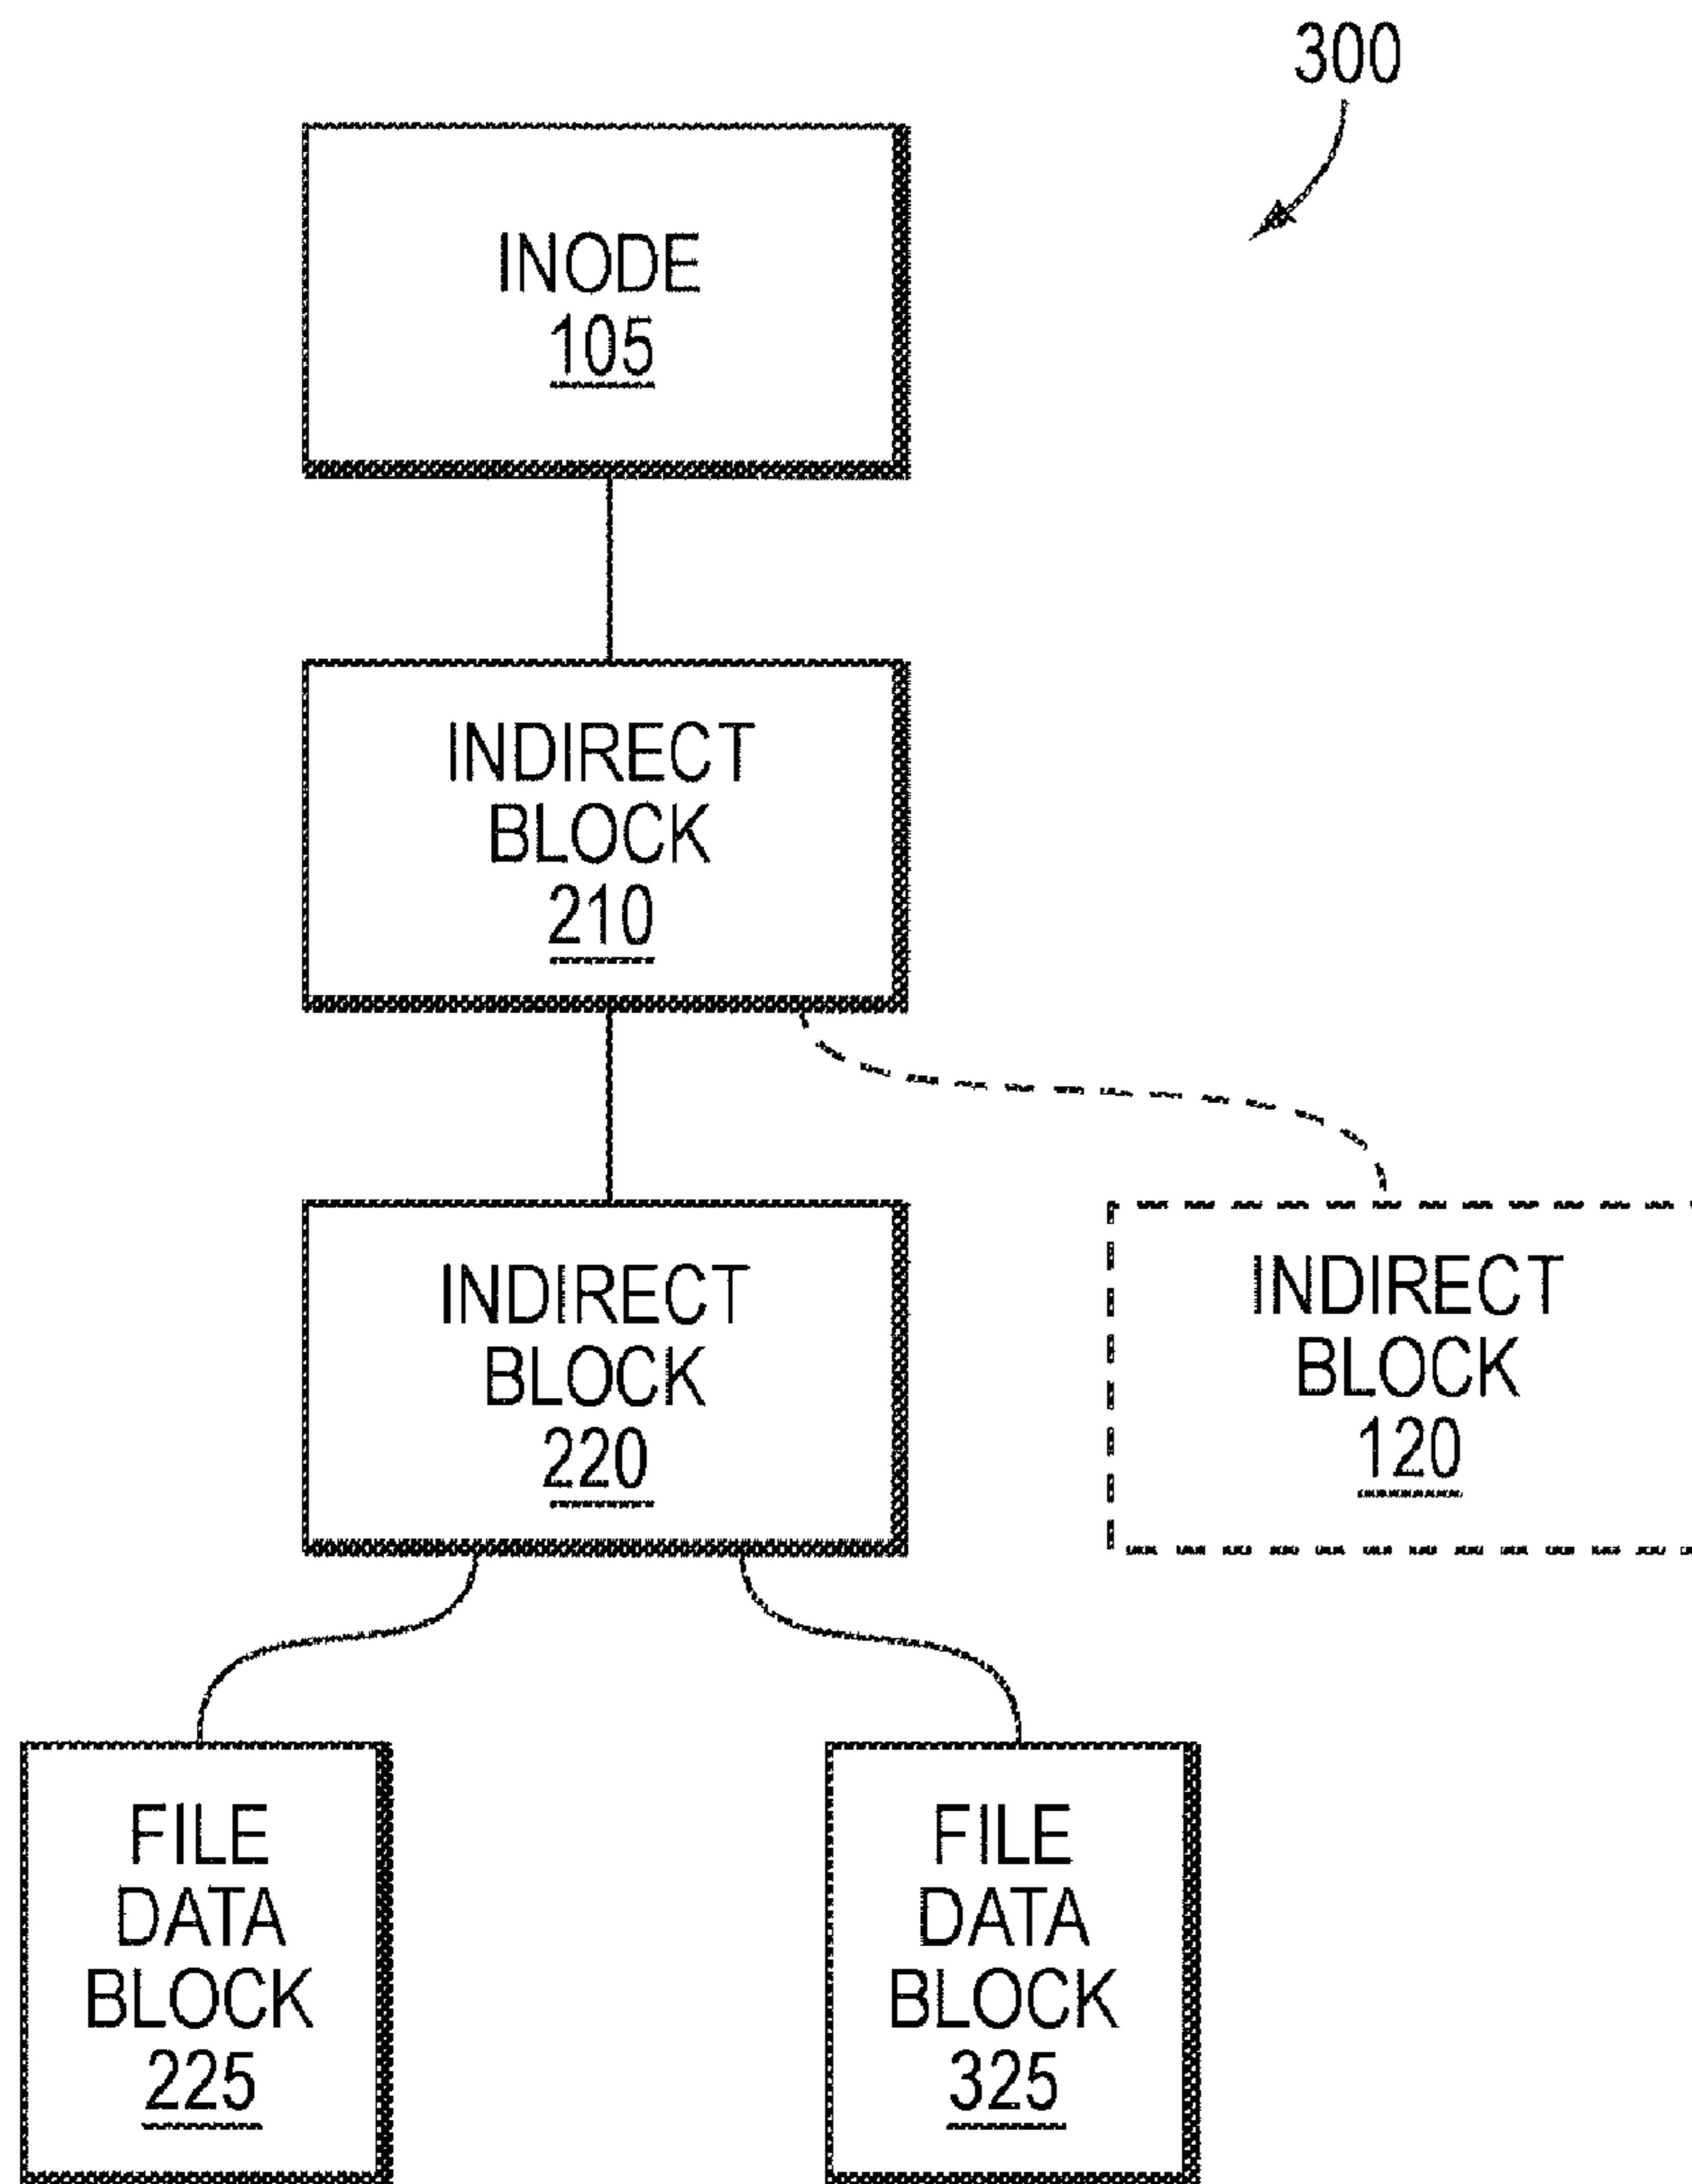 300
INODE
105
INDIRECT
BLOCK
210
INDIRECT
BLOCK
220
INDIRECT
BLOCK
120
FILE
DATA
BLOCK
225
FILE
DATA
BLOCK
325